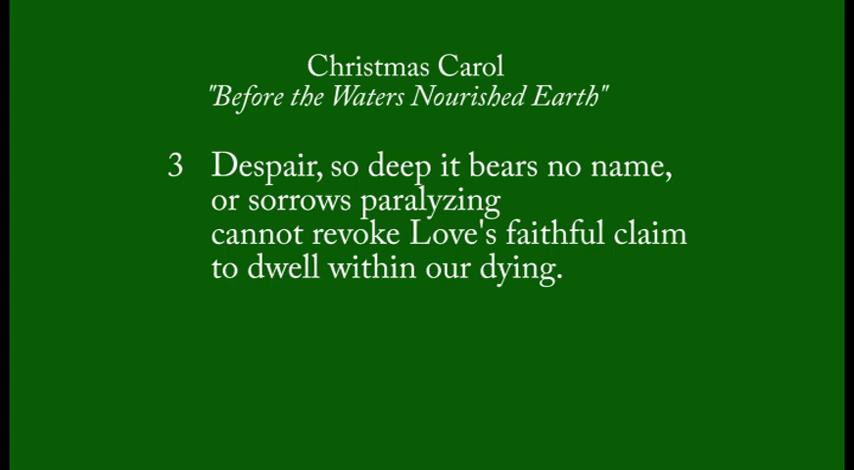 Christmas Carol
"Before the Waters Nourished Earth"
3 Despair, so deep it bears no name,
or sorrows paralyzing
cannot revoke Love's faithful claim
to dwell within our dying.